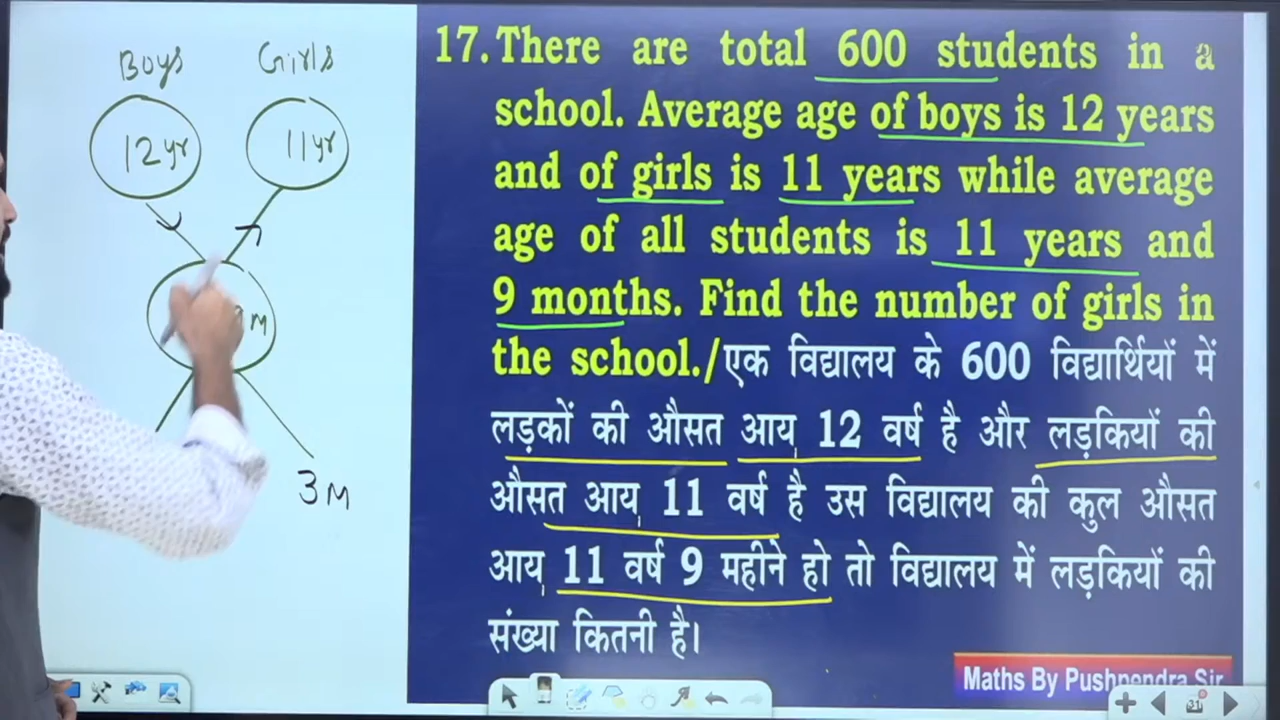 Boys Girls
12yr 11yr
M
3M
17. There are total 600 students in a
school. Average age of boys is 12 years
and of girls is 11 years while average
age of all students is 11 years and
9 months. Find the number of girls in
the school./एक विद्यालय के 600 विद्यार्थियों में
लड़कों की औसत आयु 12 वर्ष है और लड़कियों की
औसत आयु 11 वर्ष है उस विद्यालय की कुल औसत
आयु 11 वर्ष 9 महीने हो तो विद्यालय में लड़कियों की
संख्या कितनी है।
Maths By Pushpendra Sir